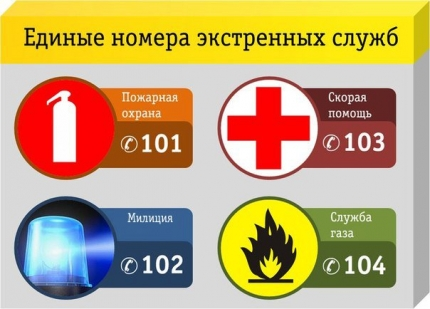 Единые номера экстренных служб
Пожарная
охрана
101
Скорая
помощь
103
Милиция
102
Служба
газа
104